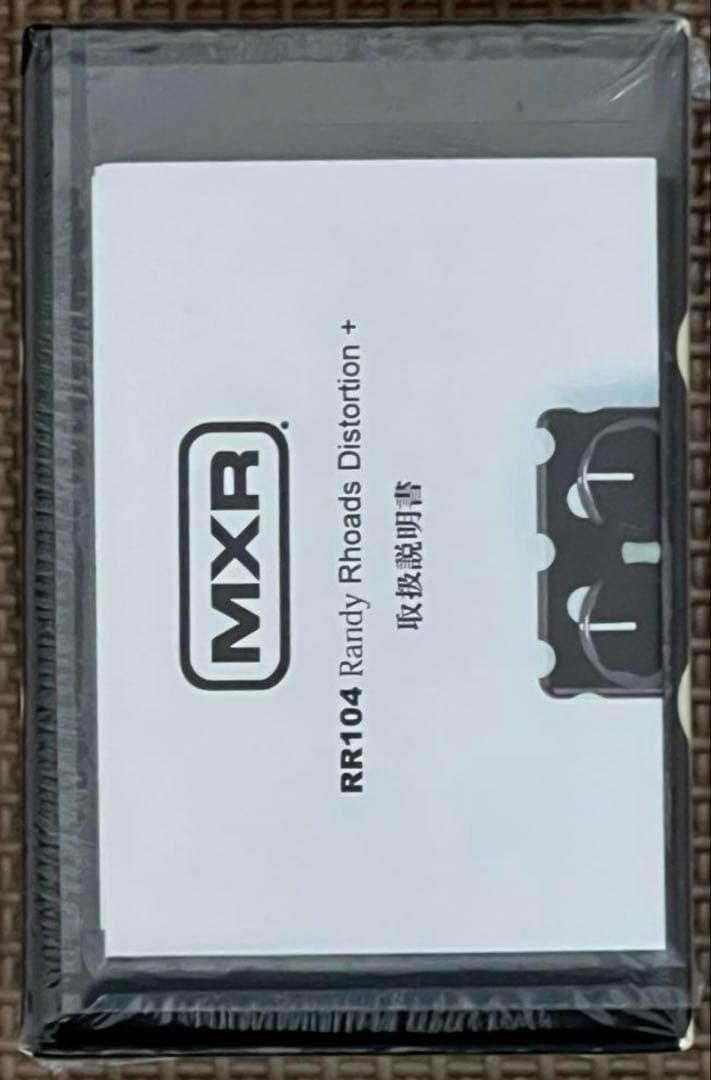 MXR
RR104 Randy Rhoads Distortion +
取扱説明書